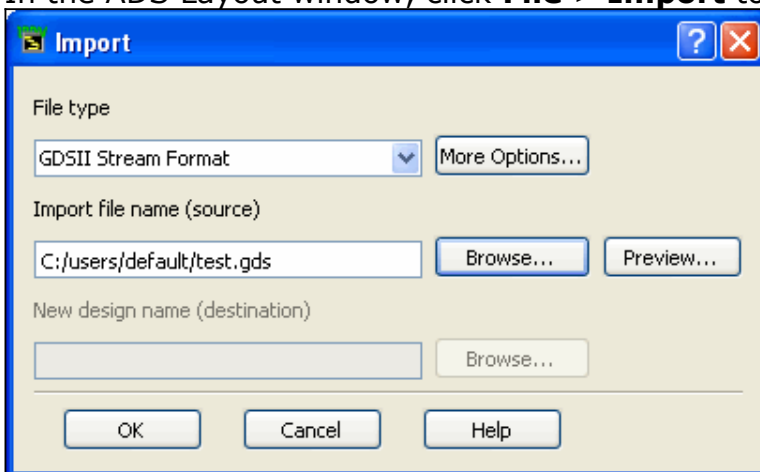 In the ADS Layout window, click File > Import to
Import
File type
GDSII Stream Format
More Options...
Import file name (source)
C:/users/default/test.gds
Browse...
Preview...
New design name (destination)
Browse...
OK
Cancel
Help